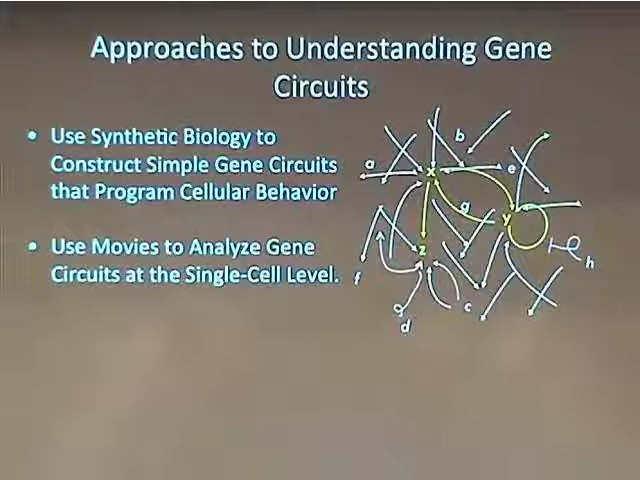 Approaches to Understanding Gene
Circuits
• Use Synthetic Biology to
Construct Simple Gene Circuits
that Program Cellular Behavior
• Use Movies to Analyze Gene
Circuits at the Single-Cell Level.
a
b
x
e
g
y
z
h
f
c
d